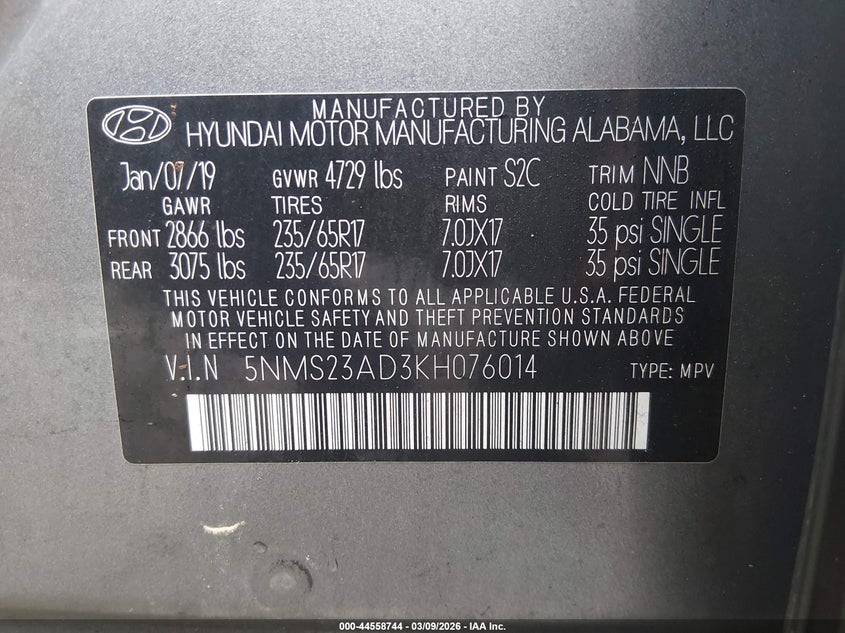 MANUFACTURED BY
HYUNDAI MOTOR MANUFACTURING ALABAMA, LLC
Jan/07/19 GVWR 4729 lbs PAINT S2C TRIM NNB
GAWR TIRES RIMS COLD TIRE INFL
FRONT 2866 lbs 235/65R17 7.0JX17 35 psi SINGLE
REAR 3075 lbs 235/65R17 7.0JX17 35 psi SINGLE
THIS VEHICLE CONFORMS TO ALL APPLICABLE U.S.A. FEDERAL
MOTOR VEHICLE SAFETY AND THEFT PREVENTION STANDARDS
IN EFFECT ON THE DATE OF MANUFACTURE SHOWN ABOVE
V.I.N 5NMS23AD3KH076014 TYPE: MPV
000-44558744 - 03/09/2026 - IAA Inc.